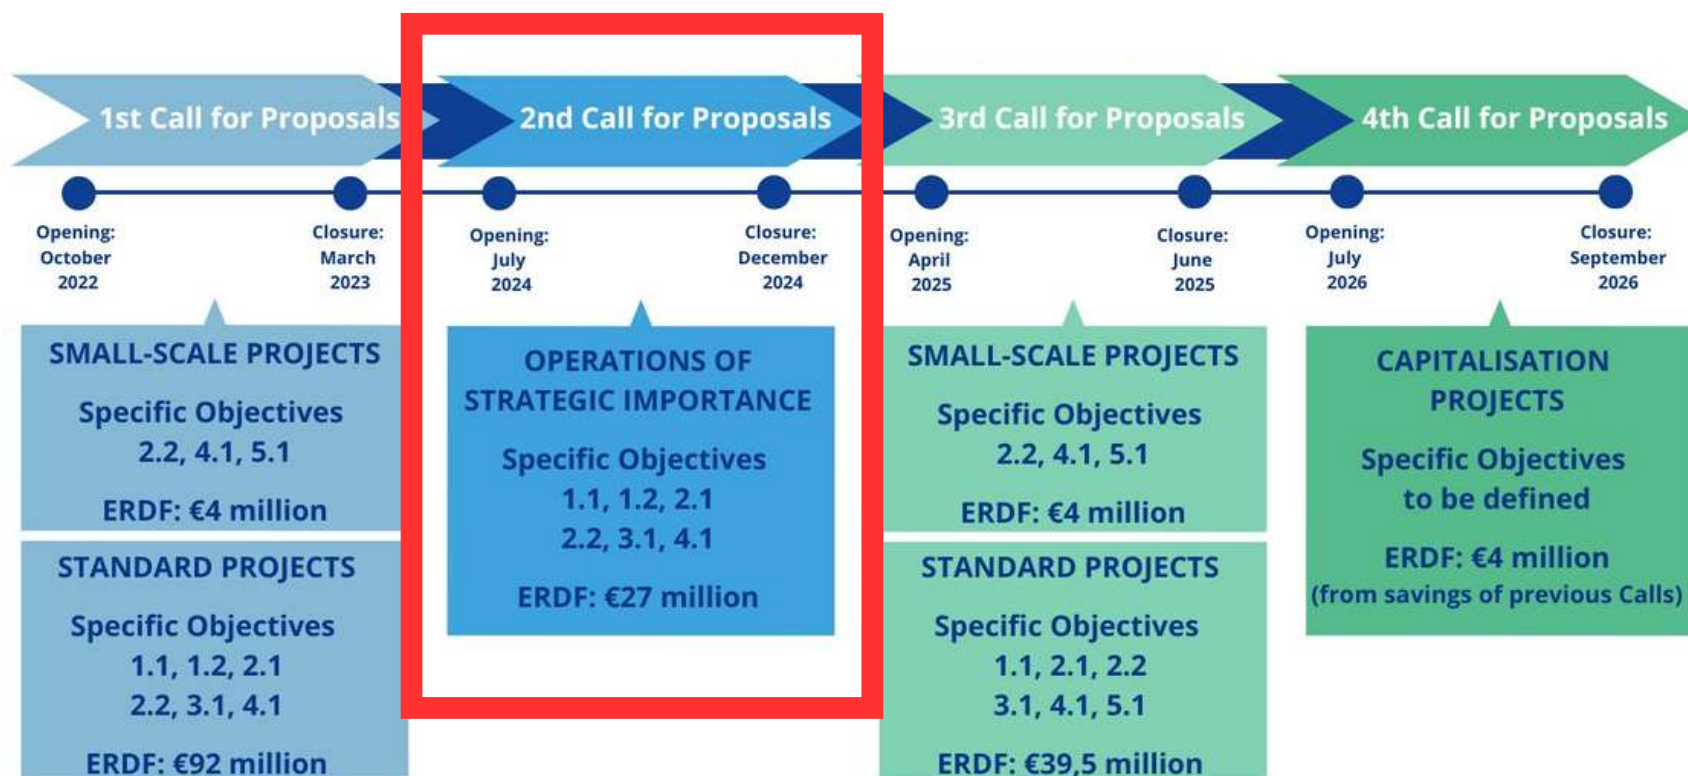 1st Call for Proposals
2nd Call for Proposals
3rd Call for Proposals
4th Call for Proposals
Opening:
October
2022
Closure:
March
2023
Opening:
July
2024
Closure:
December
2024
Opening:
April
2025
Closure:
June
2025
Opening:
July
2026
Closure:
September
2026
SMALL-SCALE PROJECTS
Specific Objectives
2.2, 4.1, 5.1
ERDF: €4 million
STANDARD PROJECTS
Specific Objectives
1.1, 1.2, 2.1
2.2, 3.1, 4.1
ERDF: €92 million
OPERATIONS OF
STRATEGIC IMPORTANCE
Specific Objectives
1.1, 1.2, 2.1
2.2, 3.1, 4.1
ERDF: €27 million
SMALL-SCALE PROJECTS
Specific Objectives
2.2, 4.1, 5.1
ERDF: €4 million
STANDARD PROJECTS
Specific Objectives
1.1, 2.1, 2.2
3.1, 4.1, 5.1
ERDF: €39,5 million
CAPITALISATION
PROJECTS
Specific Objectives
to be defined
ERDF: €4 million
(from savings of previous Calls)